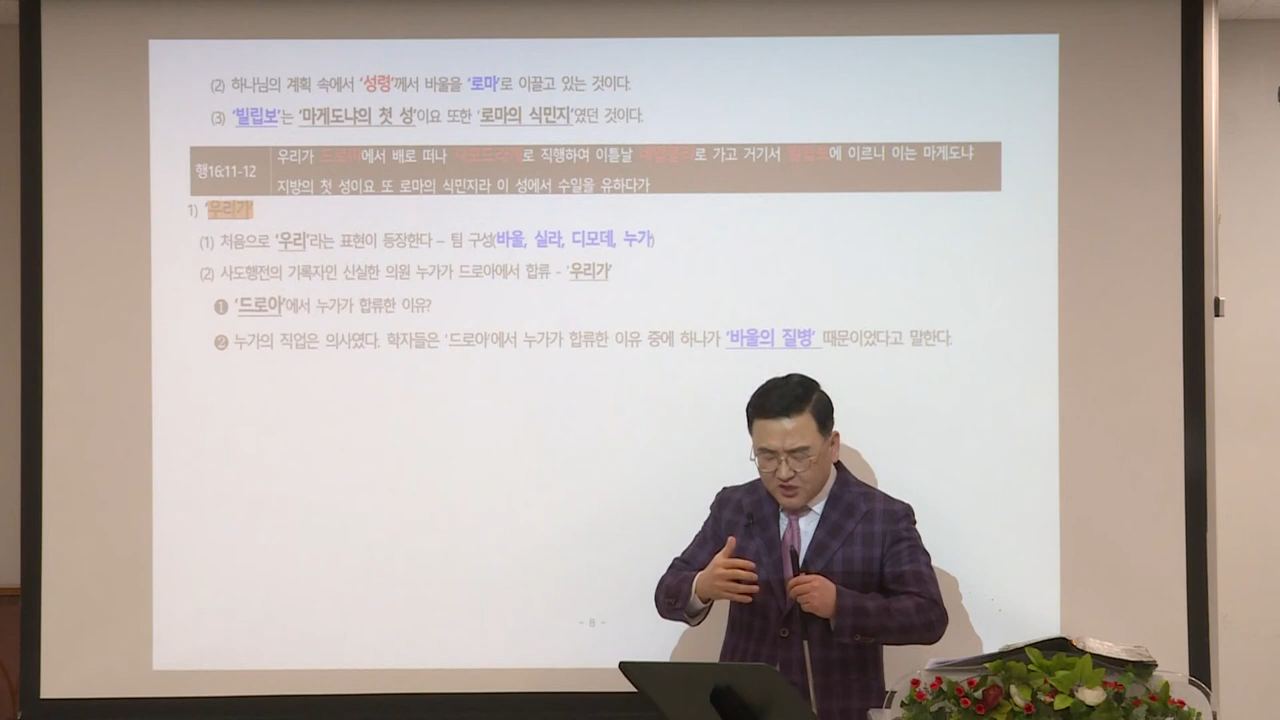 (2) 하나님의 계획 속에서 ‘성령’께서 바울을 ‘로마’로 이끌고 있는 것이다.
(3) ‘빌립보’는 ‘마게도냐의 첫 성’이요 또한 ‘로마의 식민지’였던 것이다.
행16:11-12
우리가 드로아에서 배로 떠나 사모드라게로 직행하여 이튿날 네압볼리로 가고 거기서 빌립보에 이르니 이는 마게도냐
지방의 첫 성이요 또 로마의 식민지라 이 성에서 수일을 유하다가
1) ‘우리가’
(1) 처음으로 ‘우리’라는 표현이 등장한다 – 팀 구성(바울, 실라, 디모데, 누가)
(2) 사도행전의 기록자인 신실한 의원 누가가 드로아에서 합류 - ‘우리가’
❶ ‘드로아’에서 누가가 합류한 이유?
❷ 누가의 직업은 의사였다. 학자들은 ‘드로아’에서 누가가 합류한 이유 중에 하나가 ‘바울의 질병’ 때문이었다고 말한다.
- 8 -